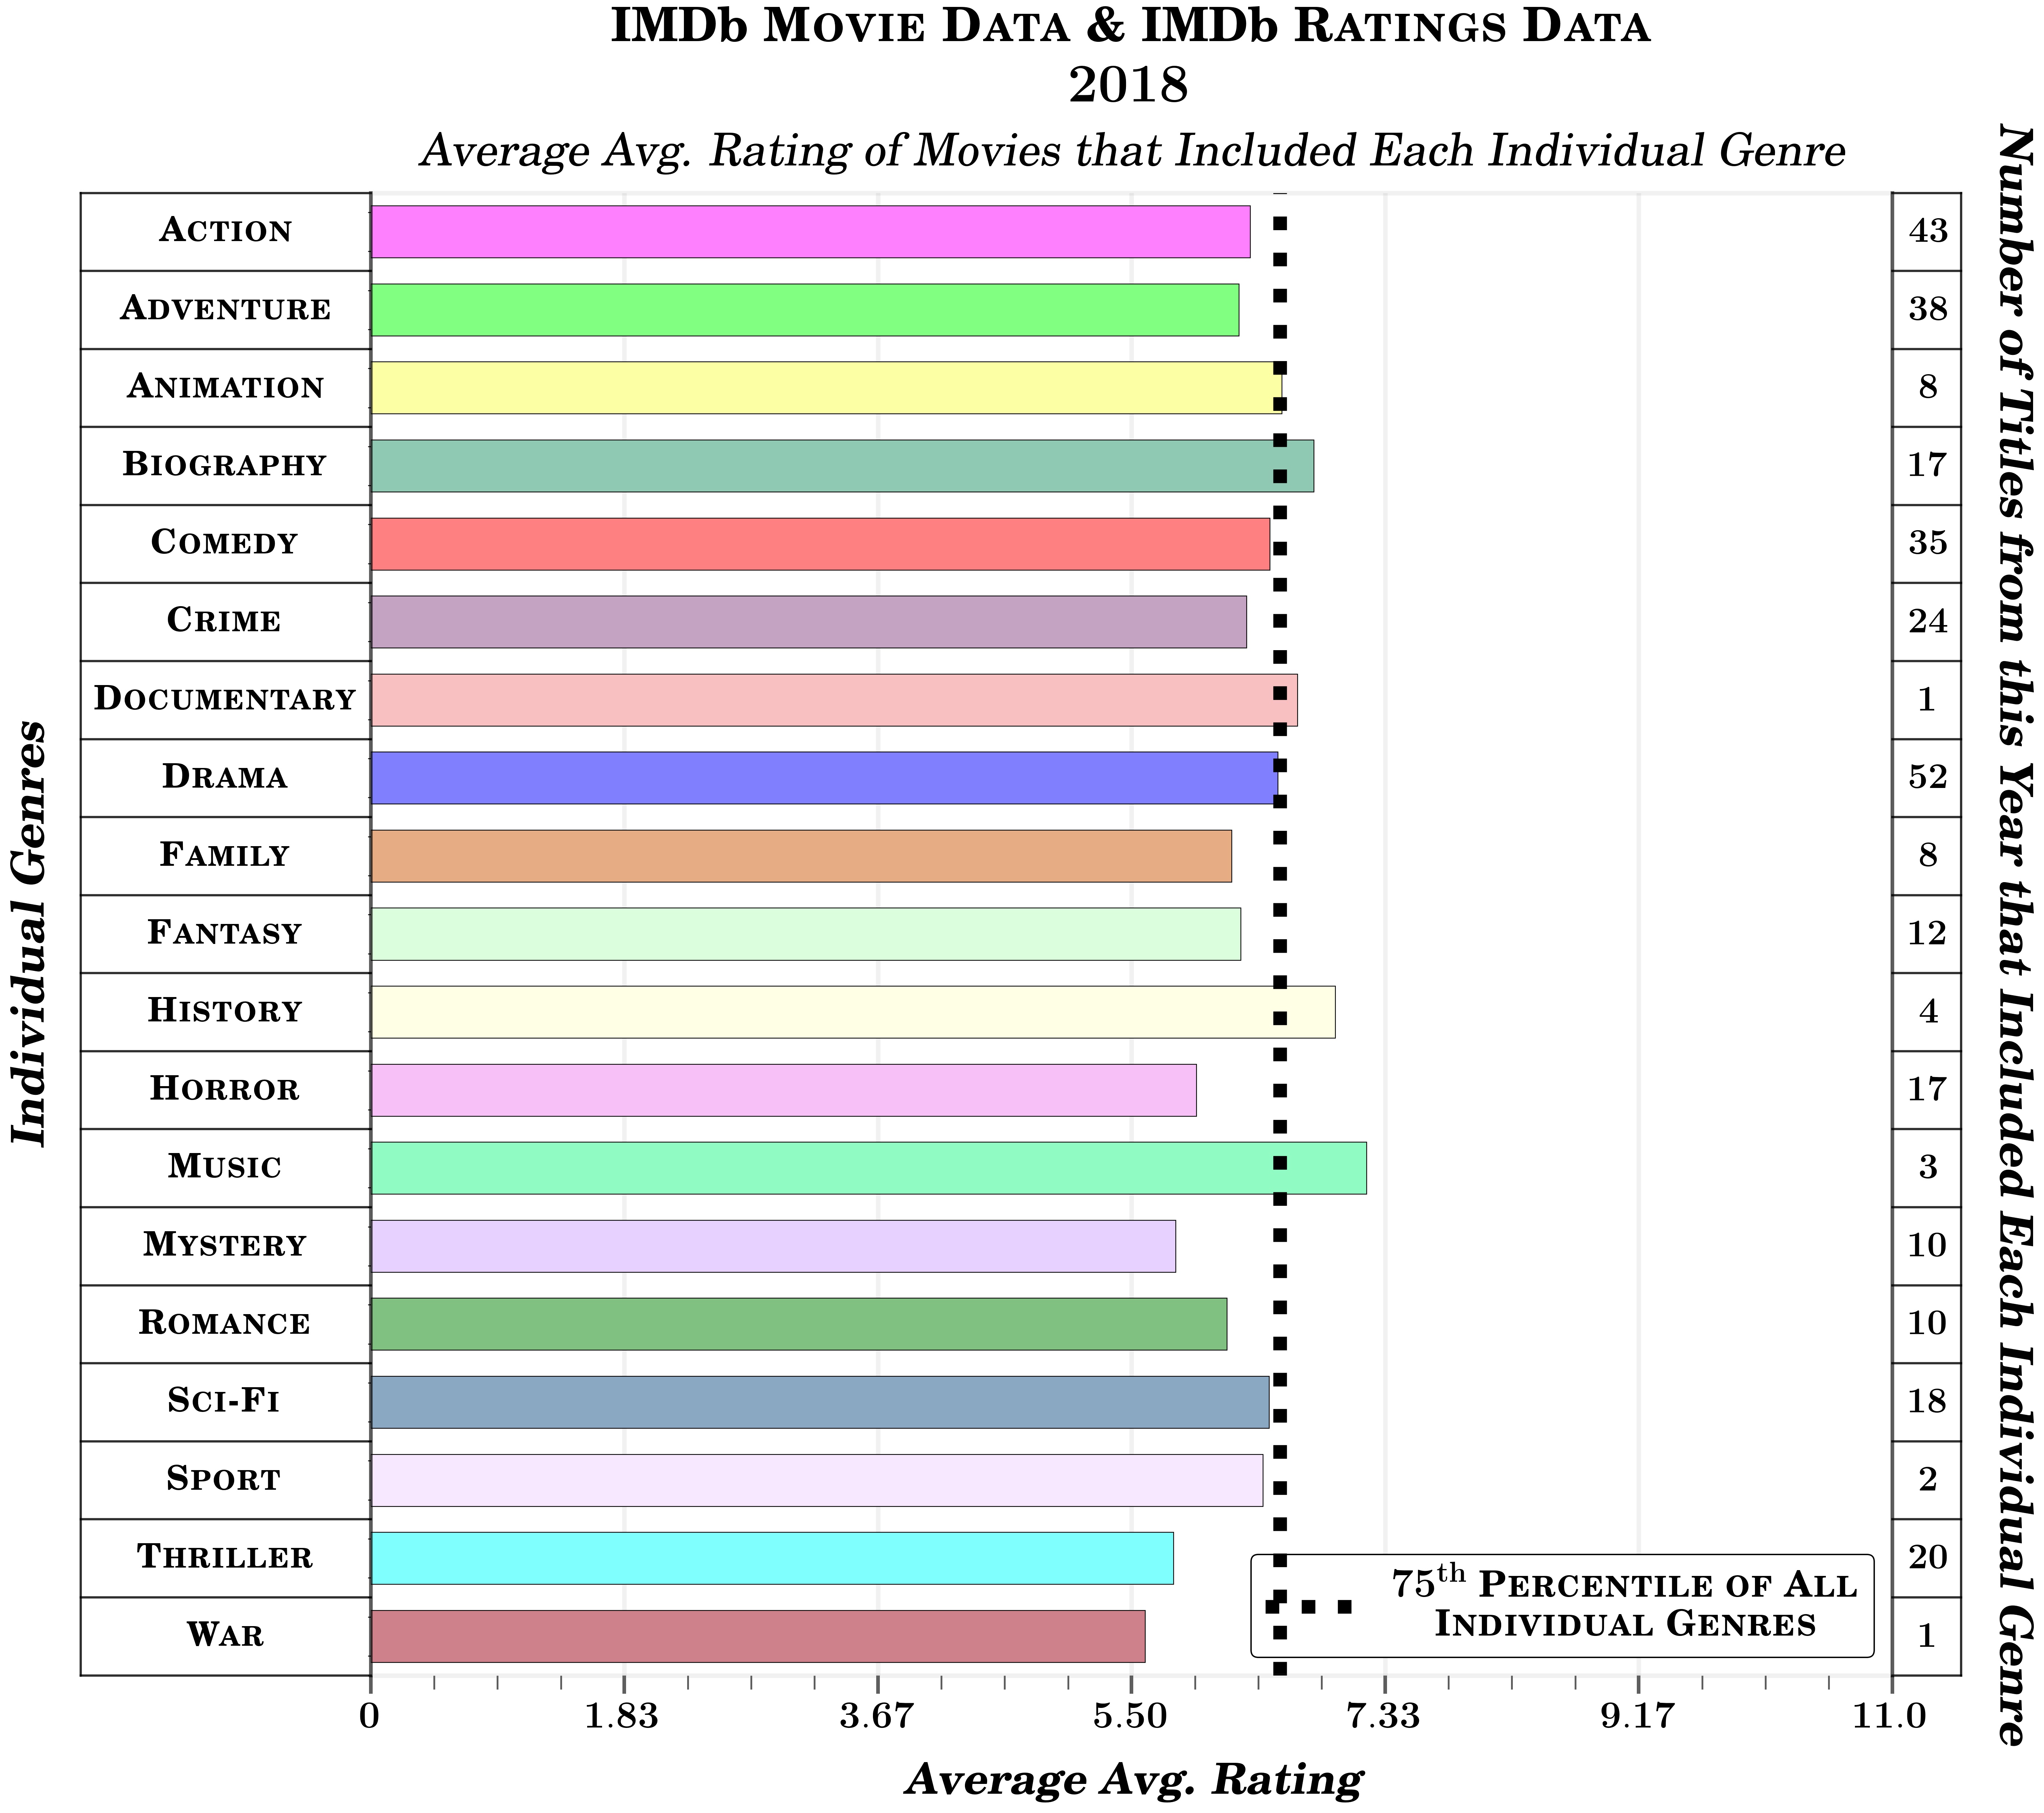 IMDb MOVIE DATA & IMDb RATINGS DATA
2018
Average Avg. Rating of Movies that Included Each Individual Genre
Individual Genres
ACTION 43
ADVENTURE 38
ANIMATION 8
BIOGRAPHY 17
COMEDY 35
CRIME 24
DOCUMENTARY 1
DRAMA 52
FAMILY 8
FANTASY 12
HISTORY 4
HORROR 17
MUSIC 3
MYSTERY 10
ROMANCE 10
SCI-FI 18
SPORT 2
THRILLER 20
WAR 1
75th PERCENTILE OF ALL
INDIVIDUAL GENRES
0 1.83 3.67 5.50 7.33 9.17 11.0
Average Avg. Rating
Number of Titles from this Year that Included Each Individual Genre